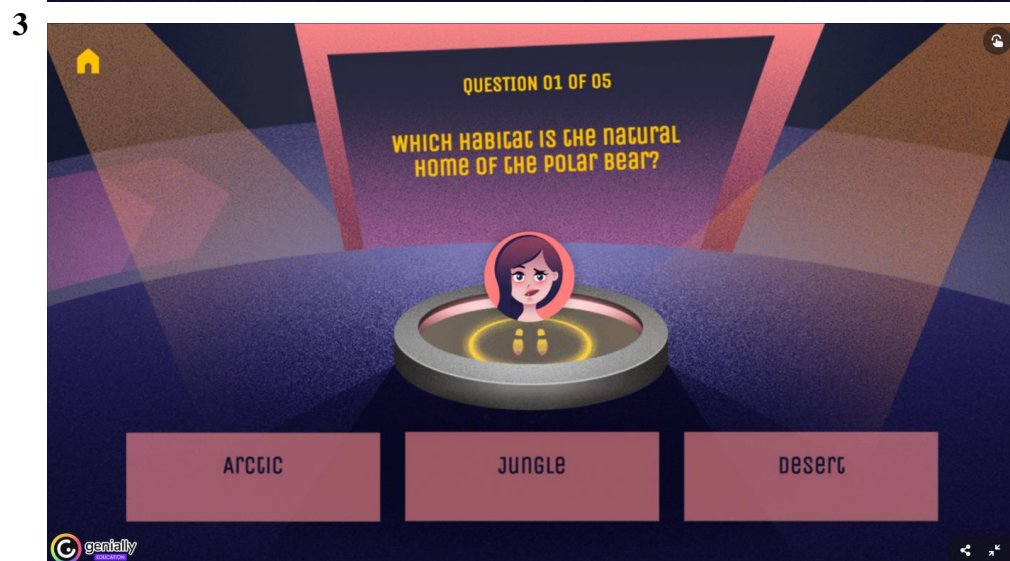 3
QUESTION 01 OF 05
WHICH HABITAT IS THE NATURAL
HOME OF THE POLAR BEAR?
ARCTIC
JUNGLE
DESERT
genially
EDUCATION